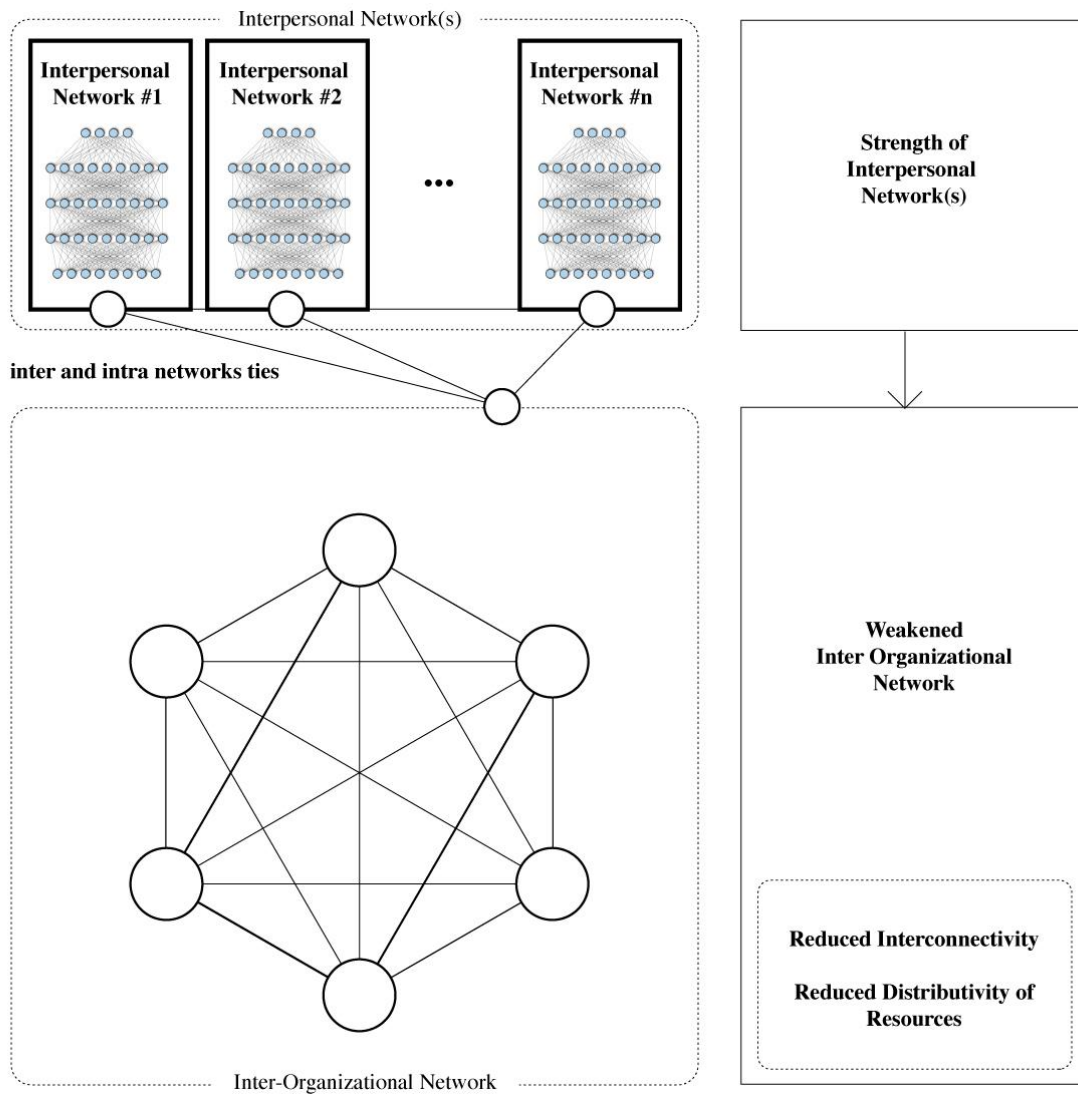 Interpersonal Network(s)
Interpersonal
Network #1
Interpersonal
Network #2
...
Interpersonal
Network #n
inter and intra networks ties
Inter-Organizational Network
Strength of
Interpersonal
Network(s)
Weakened
Inter Organizational
Network
Reduced Interconnectivity
Reduced Distributivity of
Resources